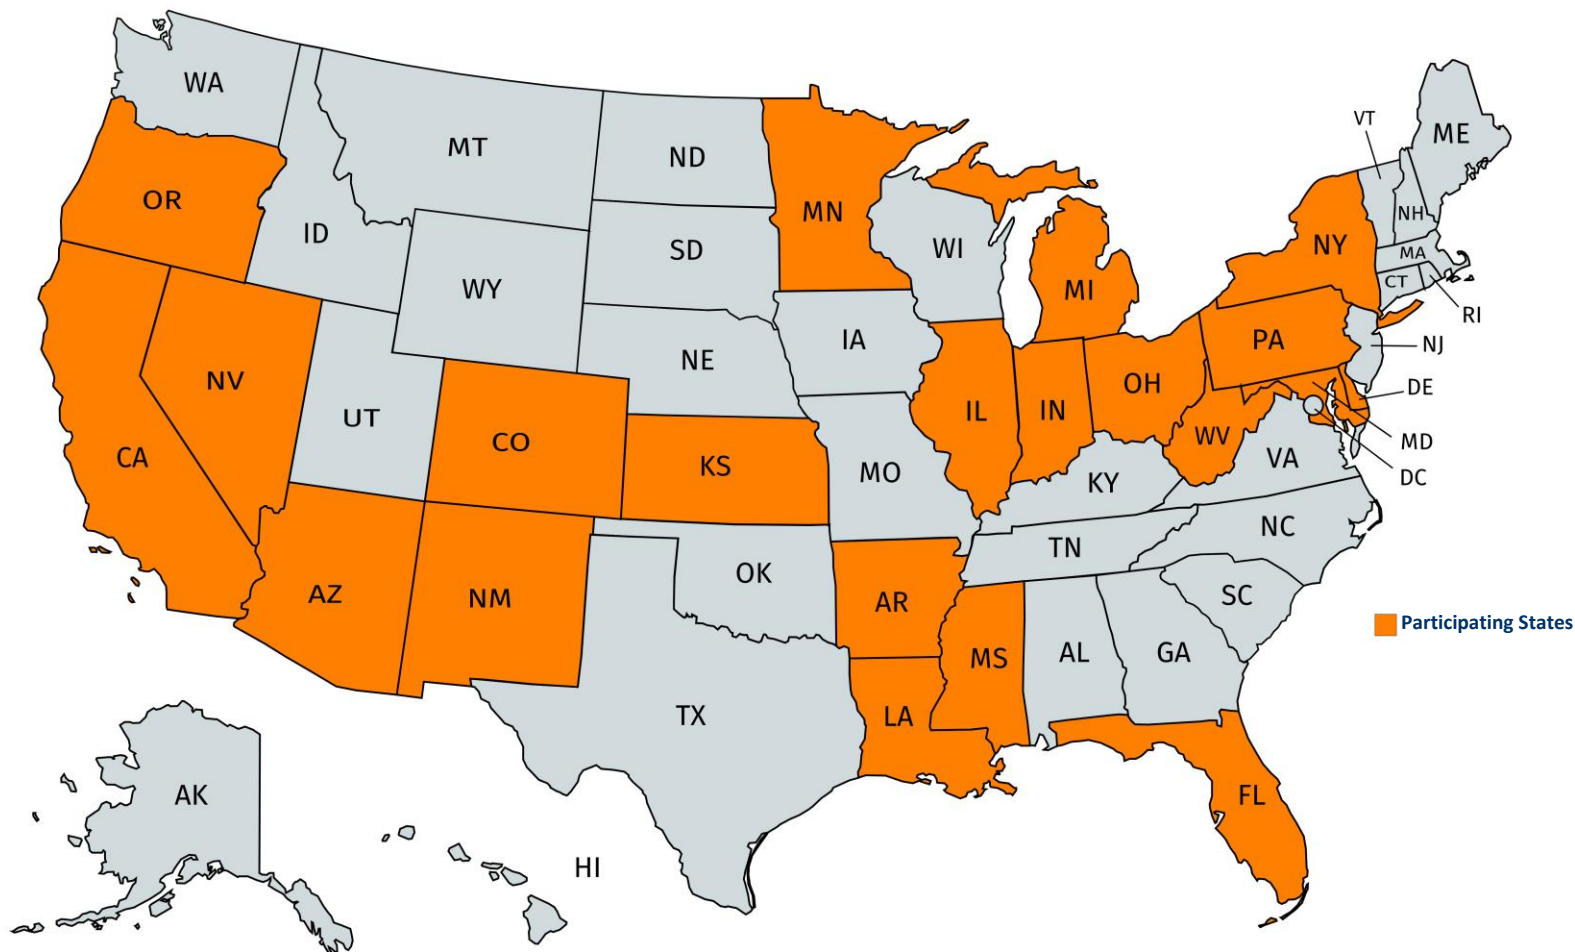 WA
MT
ND
MN
VT
ME
OR
ID
SD
WI
NH
NY
MA
WY
MI
CT
RI
IA
PA
NJ
NE
NV
OH
DE
UT
IL
IN
CO
WV
MD
CA
KS
MO
KY
VA
DC
NC
TN
OK
AZ
NM
AR
SC
Participating States
MS
AL
GA
TX
LA
AK
FL
HI